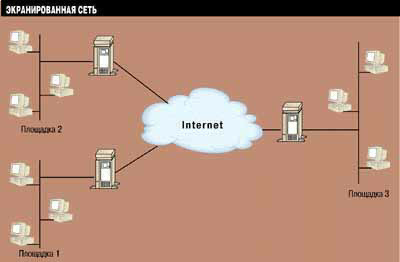 ЭКРАНИРОВАННАЯ СЕТЬ
Площадка 2
Internet
Площадка 3
Площадка 1